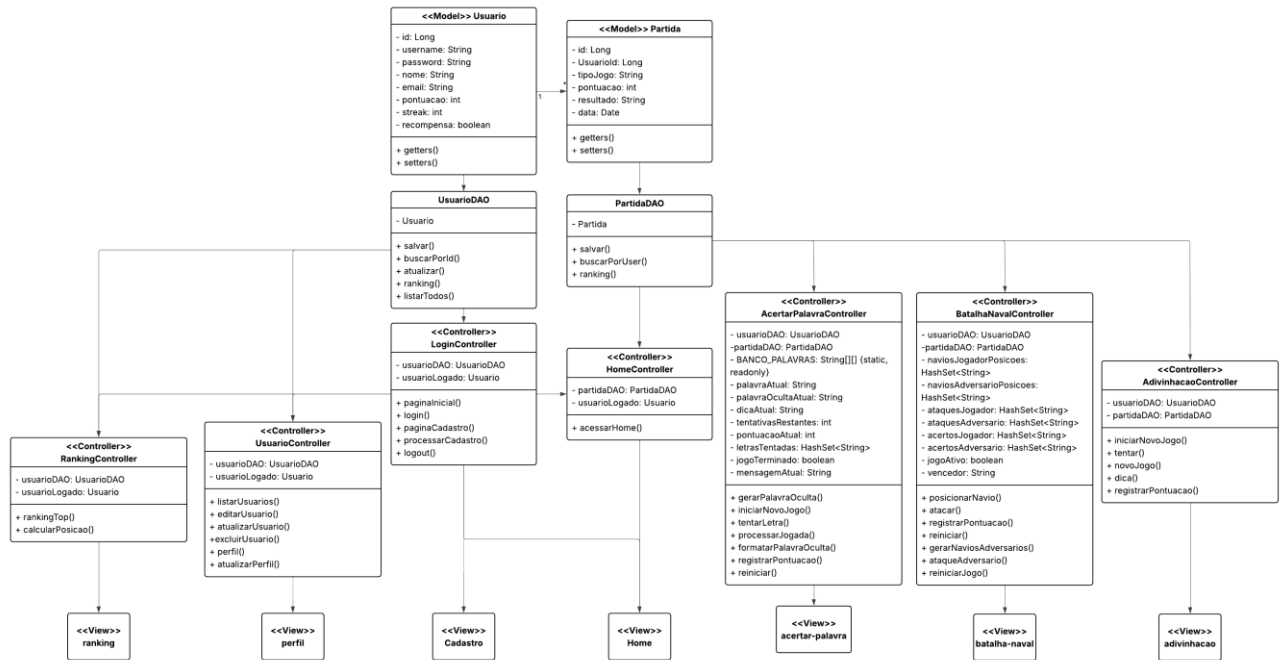 <<Model>> Usuario
- id: Long
- username: String
- password: String
- nome: String
- email: String
- pontuacao: int
- streak: int
- recompensa: boolean
+ getters()
+ setters()
1
*
<<Model>> Partida
- id: Long
- UsuarioId: Long
- tipoJogo: String
- pontuacao: int
- resultado: String
- data: Date
+ getters()
+ setters()
UsuarioDAO
- Usuario
+ salvar()
+ buscarPorId()
+ atualizar()
+ ranking()
+ listarTodos()
PartidaDAO
- Partida
+ salvar()
+ buscarPorUser()
+ ranking()
<<Controller>>
LoginController
- usuarioDAO: UsuarioDAO
- usuarioLogado: Usuario
+ paginaInicial()
+ login()
+ paginaCadastro()
+ processarCadastro()
+ logout()
<<Controller>>
HomeController
- partidaDAO: PartidaDAO
- usuarioLogado: Usuario
+ acessarHome()
<<Controller>>
AcertarPalavraController
- usuarioDAO: UsuarioDAO
-partidaDAO: PartidaDAO
- BANCO_PALAVRAS: String[][] {static,
readonly}
- palavraAtual: String
- palavraOcultaAtual: String
- dicaAtual: String
- tentativasRestantes: int
- pontuacaoAtual: int
- letrasTentadas: HashSet<String>
- jogoTerminado: boolean
- mensagemAtual: String
+ gerarPalavraOculta()
+ iniciarNovoJogo()
+ tentarLetra()
+ processarJogada()
+ formatarPalavraOculta()
+ registrarPontuacao()
+ reiniciar()
<<Controller>>
BatalhaNavalController
- usuarioDAO: UsuarioDAO
-partidaDAO: PartidaDAO
- naviosJogadorPosicoes:
HashSet<String>
- naviosAdversarioPosicoes:
HashSet<String>
- ataquesJogador: HashSet<String>
- ataquesAdversario: HashSet<String>
- acertosJogador: HashSet<String>
- acertosAdversario: HashSet<String>
- jogoAtivo: boolean
- vencedor: String
+ posicionarNavio()
+ atacar()
+ registrarPontuacao()
+ reiniciar()
+ gerarNaviosAdversarios()
+ ataqueAdversario()
+ reiniciarJogo()
<<Controller>>
AdivinhacaoController
- usuarioDAO: UsuarioDAO
- partidaDAO: PartidaDAO
+ iniciarNovoJogo()
+ tentar()
+ novoJogo()
+ dica()
+ registrarPontuacao()
<<Controller>>
RankingController
- usuarioDAO: UsuarioDAO
- usuarioLogado: Usuario
+ rankingTop()
+ calcularPosicao()
<<Controller>>
UsuarioController
- usuarioDAO: UsuarioDAO
- usuarioLogado: Usuario
+ listarUsuarios()
+ editarUsuario()
+ atualizarUsuario()
+excluirUsuario()
+ perfil()
+ atualizarPerfil()
<<View>>
ranking
<<View>>
perfil
<<View>>
Cadastro
<<View>>
Home
<<View>>
acertar-palavra
<<View>>
batalha-naval
<<View>>
adivinhacao